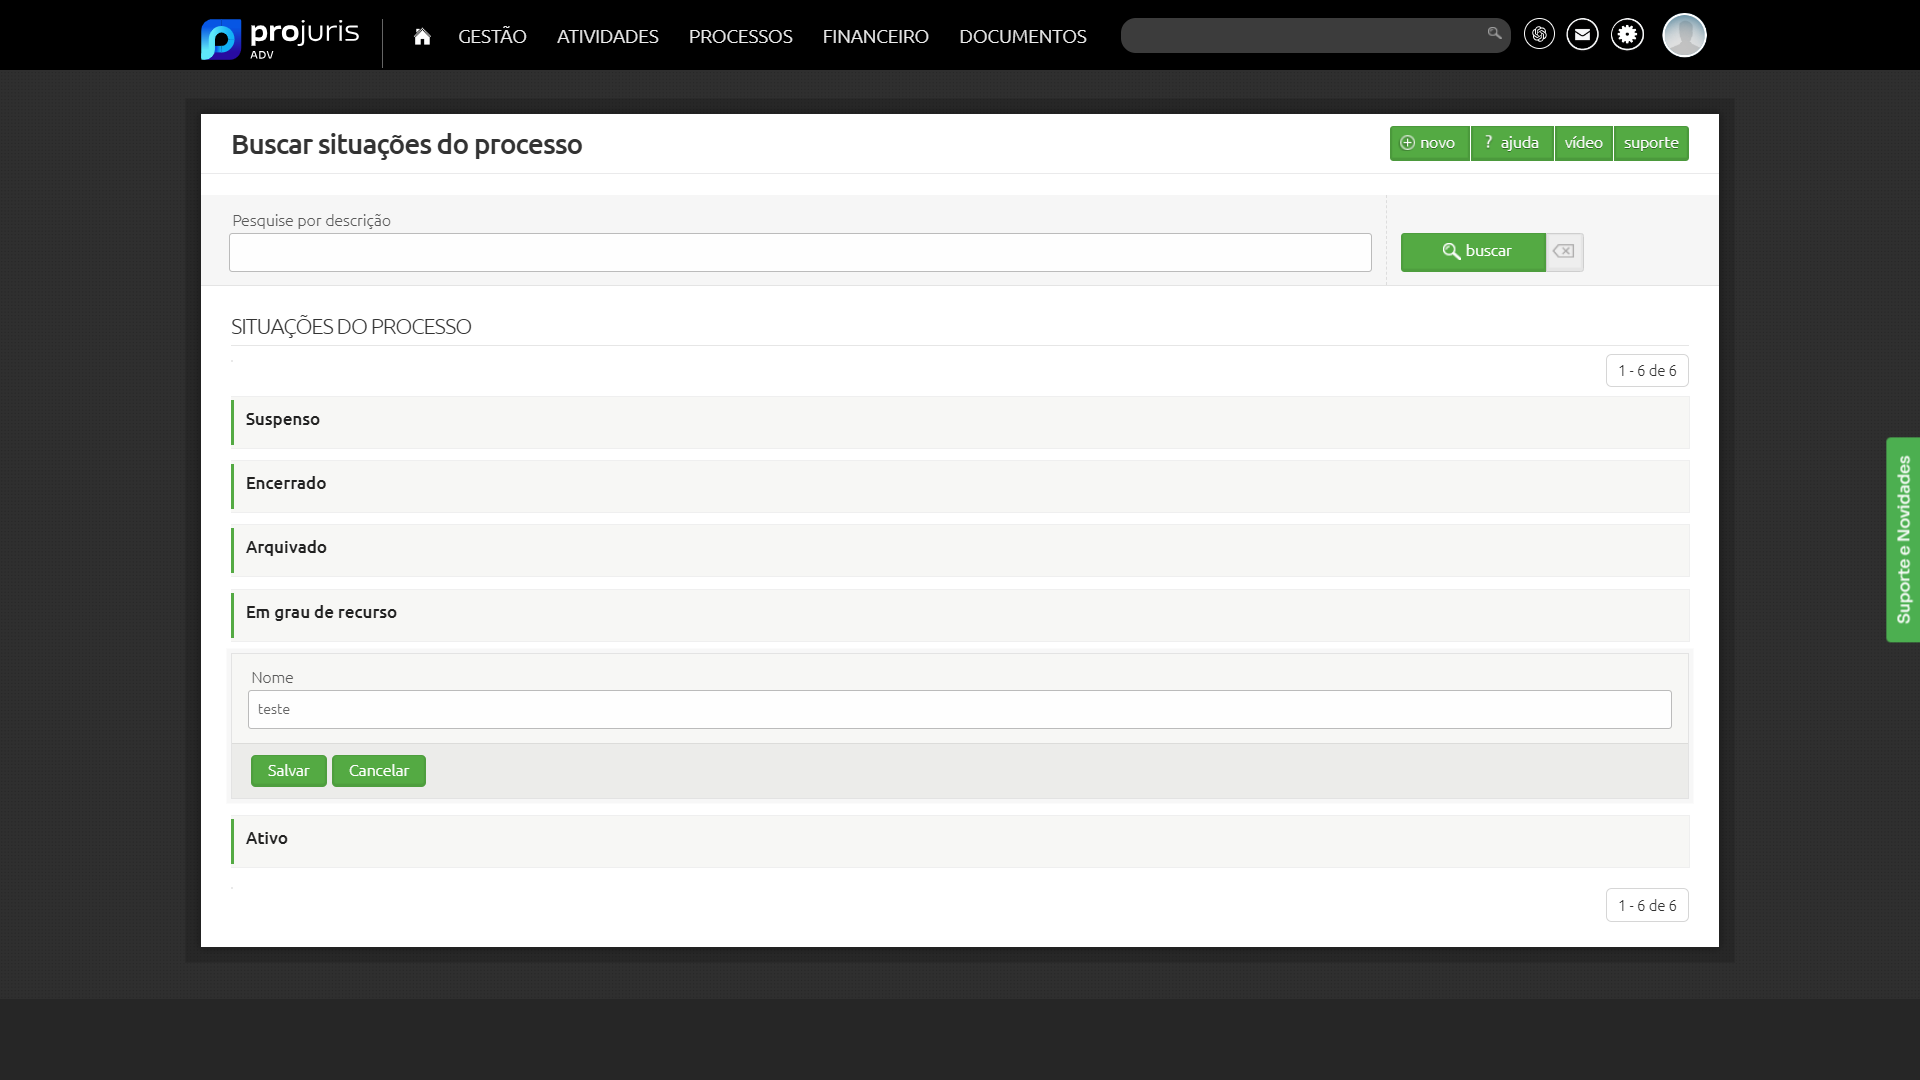 projuris
ADV
GESTÃO
ATIVIDADES
PROCESSOS
FINANCEIRO
DOCUMENTOS
Buscar situações do processo
novo
? ajuda
vídeo
suporte
Pesquise por descrição
buscar
SITUAÇÕES DO PROCESSO
1 - 6 de 6
Suspenso
Encerrado
Arquivado
Em grau de recurso
Nome
teste
Salvar
Cancelar
Ativo
1 - 6 de 6
Suporte e Novidades